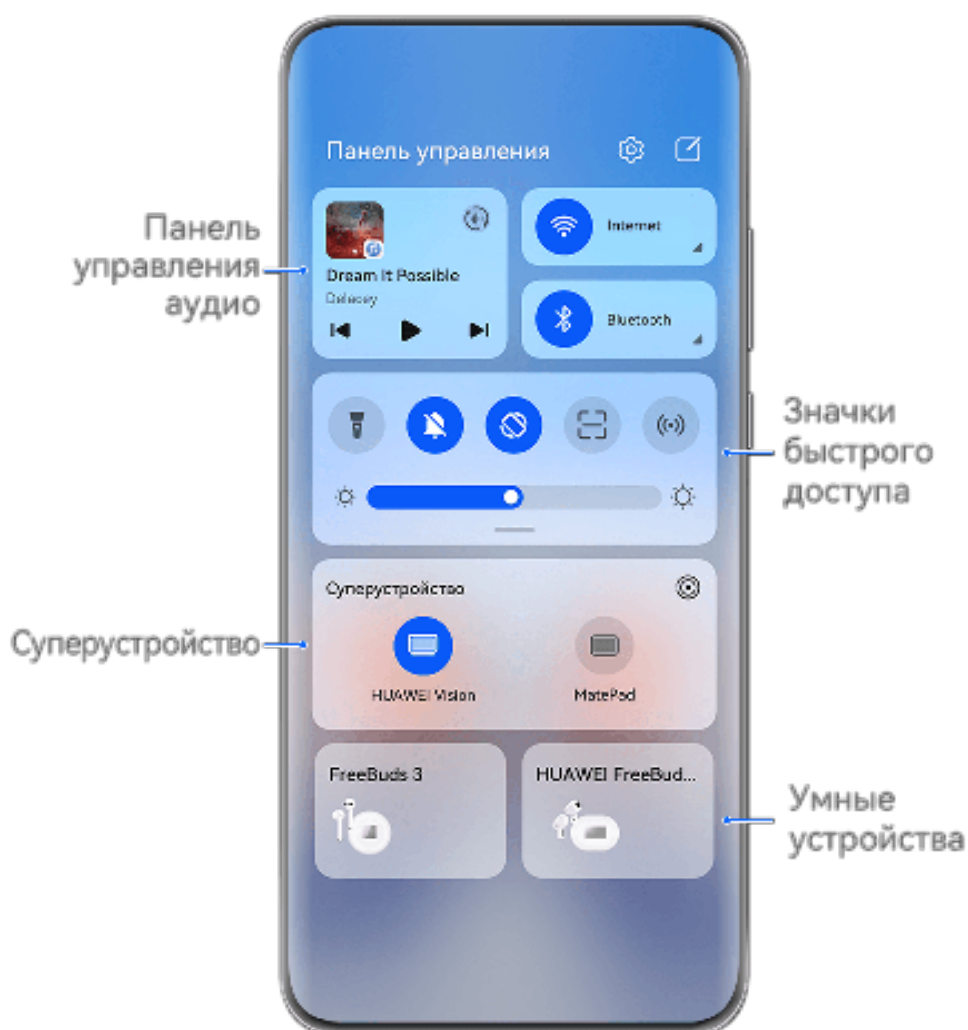 Панель управления
Панель
управления
аудио
Dream It Possible
Delacey
Internet
Bluetooth
Значки
быстрого
доступа
Суперустройство
Суперустройство
HUAWEI Vision
MatePad
FreeBuds 3
HUAWEI FreeBud...
Умные
устройства